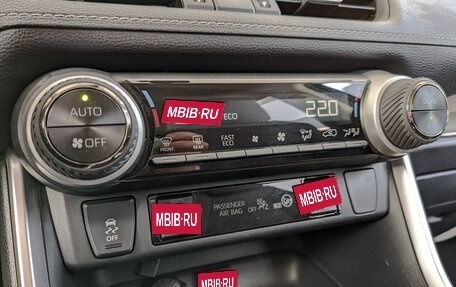 MBIB.RU
ECO
22.0
AUTO
OFF
FRONT
REAR
FAST
ECO
MBIB.RU
PASSENGER
AIR BAG
OFF
2
MBIB.RU
OFF
MBIB.RU